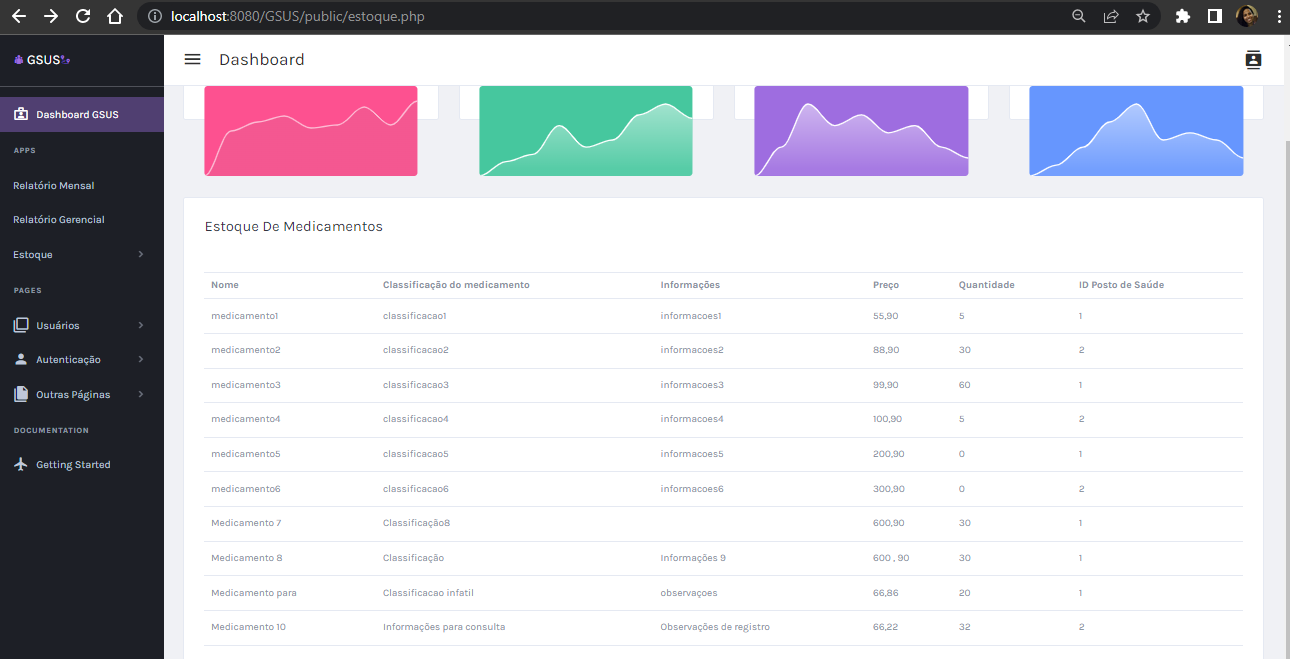 localhost:8080/GSUS/public/estoque.php
GSUS
Dashboard
Dashboard GSUS
APPS
Relatório Mensal
Relatório Gerencial
Estoque
PAGES
Usuários
Autenticação
Outras Páginas
DOCUMENTATION
Getting Started
Estoque De Medicamentos
Nome Classificação do medicamento Informações Preço Quantidade ID Posto de Saúde
medicamento1 classificacao1 informacoes1 55,90 5 1
medicamento2 classificacao2 informacoes2 88,90 30 2
medicamento3 classificacao3 informacoes3 99,90 60 1
medicamento4 classificacao4 informacoes4 100,90 5 2
medicamento5 classificacao5 informacoes5 200,90 0 1
medicamento6 classificacao6 informacoes6 300,90 0 2
Medicamento 7 Classificação8 600,90 30 1
Medicamento 8 Classificação Informações 9 600 , 90 30 1
Medicamento para Classificacao infatil observaçoes 66,86 20 1
Medicamento 10 Informações para consulta Observações de registro 66,22 32 2